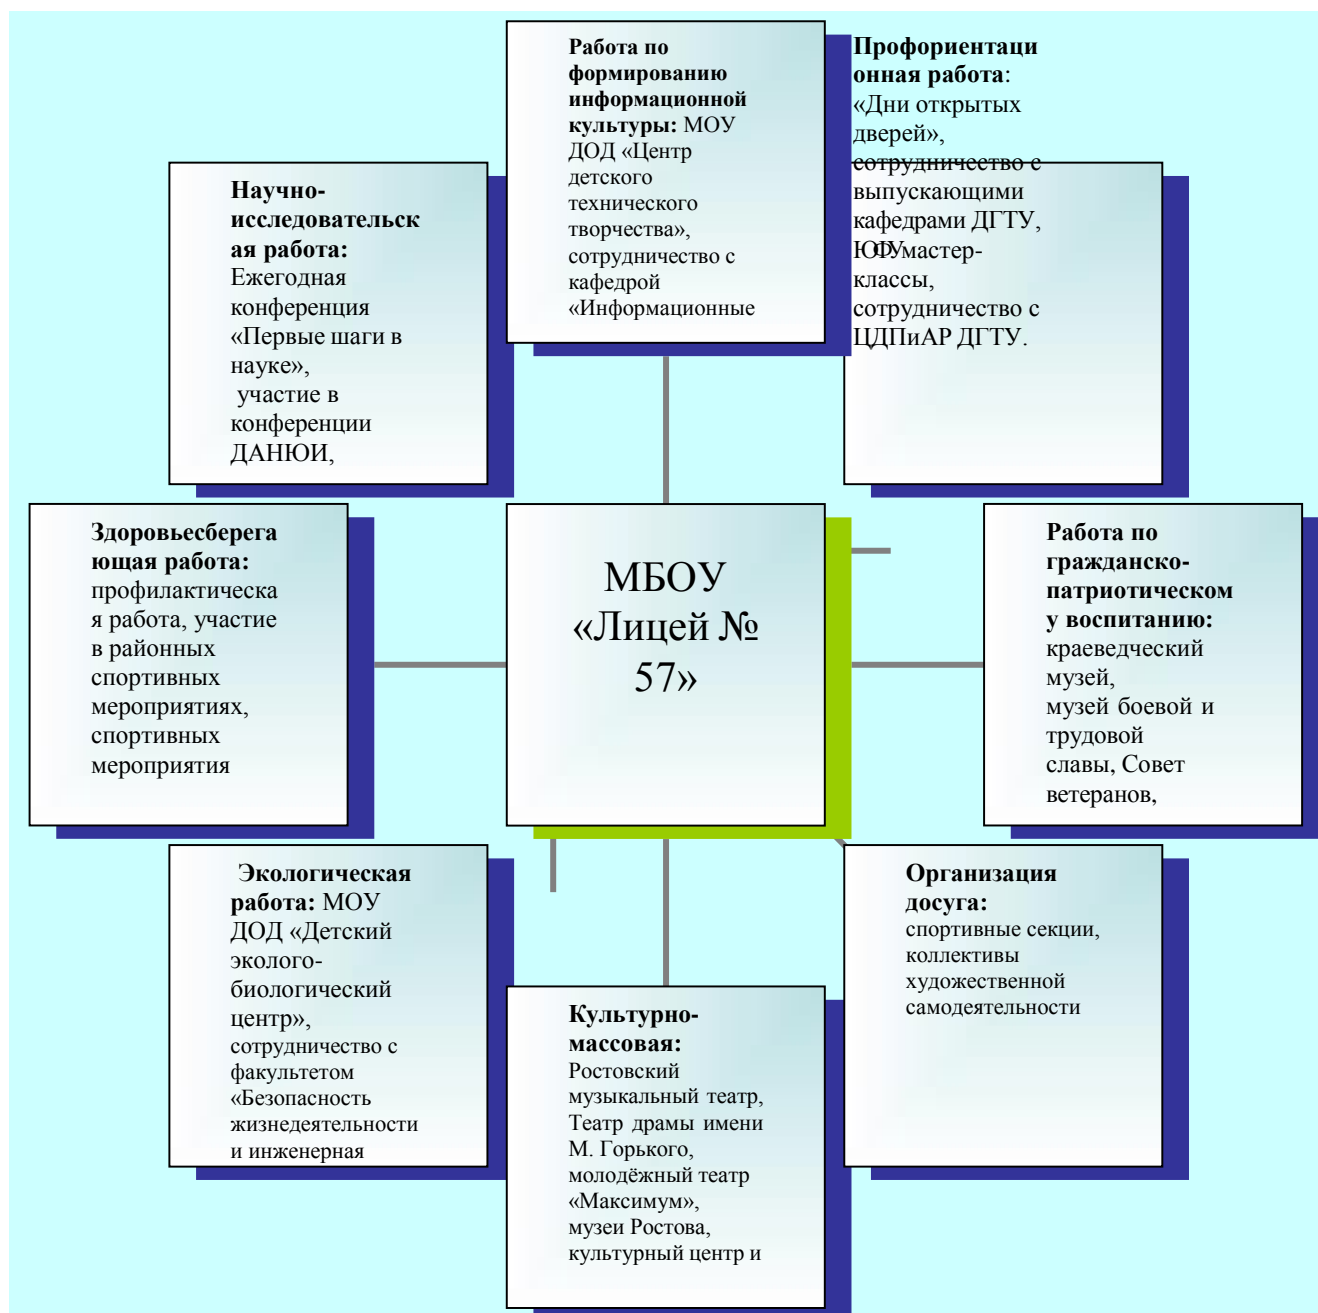 Работа по
формированию
информационной
культуры: МОУ
ДОД «Центр
детского
технического
творчества»,
сотрудничество с
кафедрой
«Информационные
Профориентаци
онная работа:
«Дни открытых
дверей»,
сотрудничество с
выпускающими
кафедрами ДГТУ,
ЮФУмастер-
классы,
сотрудничество с
ЦДПиАР ДГТУ.
Научно-
исследовательск
ая работа:
Ежегодная
конференция
«Первые шаги в
науке»,
участие в
конференции
ДАНЮИ,
Здоровьесберега
ющая работа:
профилактическа
я работа, участие
в районных
спортивных
мероприятиях,
спортивных
мероприятия
МБОУ
«Лицей №
57»
Работа по
гражданско-
патриотическом
у воспитанию:
краеведческий
музей,
музей боевой и
трудовой
славы, Совет
ветеранов,
Экологическая
работа: МОУ
ДОД «Детский
эколого-
биологический
центр»,
сотрудничество с
факультетом
«Безопасность
жизнедеятельности
и инженерная
Культурно-
массовая:
Ростовский
музыкальный театр,
Театр драмы имени
М. Горького,
молодёжный театр
«Максимум»,
музеи Ростова,
культурный центр и
Организация
досуга:
спортивные секции,
коллективы
художественной
самодеятельности